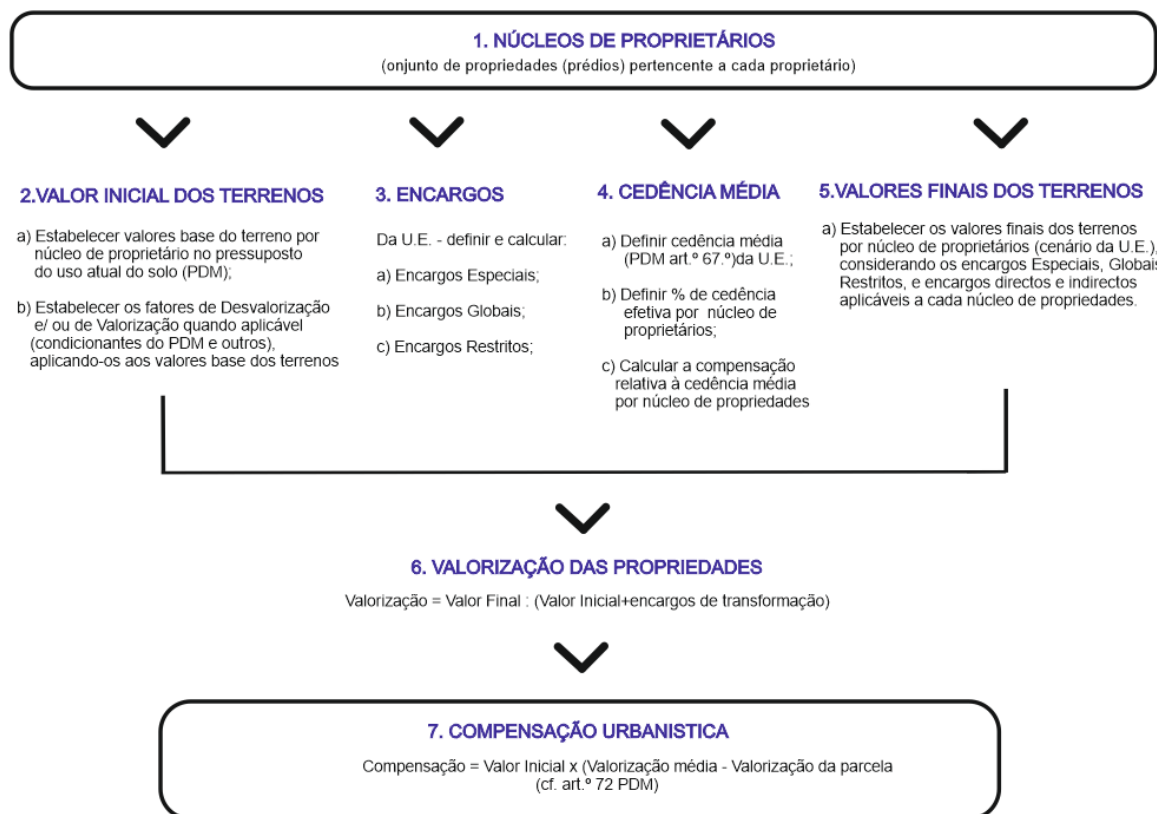 1. NÚCLEOS DE PROPRIETÁRIOS
(onjunto de propriedades (prédios) pertencente a cada proprietário)
2.VALOR INICIAL DOS TERRENOS
a) Estabelecer valores base do terreno por
núcleo de proprietário no pressuposto
do uso atual do solo (PDM);
b) Estabelecer os fatores de Desvalorização
e/ ou de Valorização quando aplicável
(condicionantes do PDM e outros),
aplicando-os aos valores base dos terrenos
3. ENCARGOS
Da U.E. - definir e calcular:
a) Encargos Especiais;
b) Encargos Globais;
c) Encargos Restritos;
4. CEDÊNCIA MÉDIA
a) Definir cedência média
(PDM art.º 67.º)da U.E.;
b) Definir % de cedência
efetiva por núcleo de
proprietários;
c) Calcular a compensação
relativa à cedência média
por núcleo de propriedades
5.VALORES FINAIS DOS TERRENOS
a) Estabelecer os valores finais dos terrenos
por núcleo de proprietários (cenário da U.E.),
considerando os encargos Especiais, Globais
Restritos, e encargos directos e indirectos
aplicáveis a cada núcleo de propriedades.
6. VALORIZAÇÃO DAS PROPRIEDADES
Valorização = Valor Final : (Valor Inicial+encargos de transformação)
7. COMPENSAÇÃO URBANISTICA
Compensação = Valor Inicial x (Valorização média - Valorização da parcela
(cf. art.º 72 PDM)